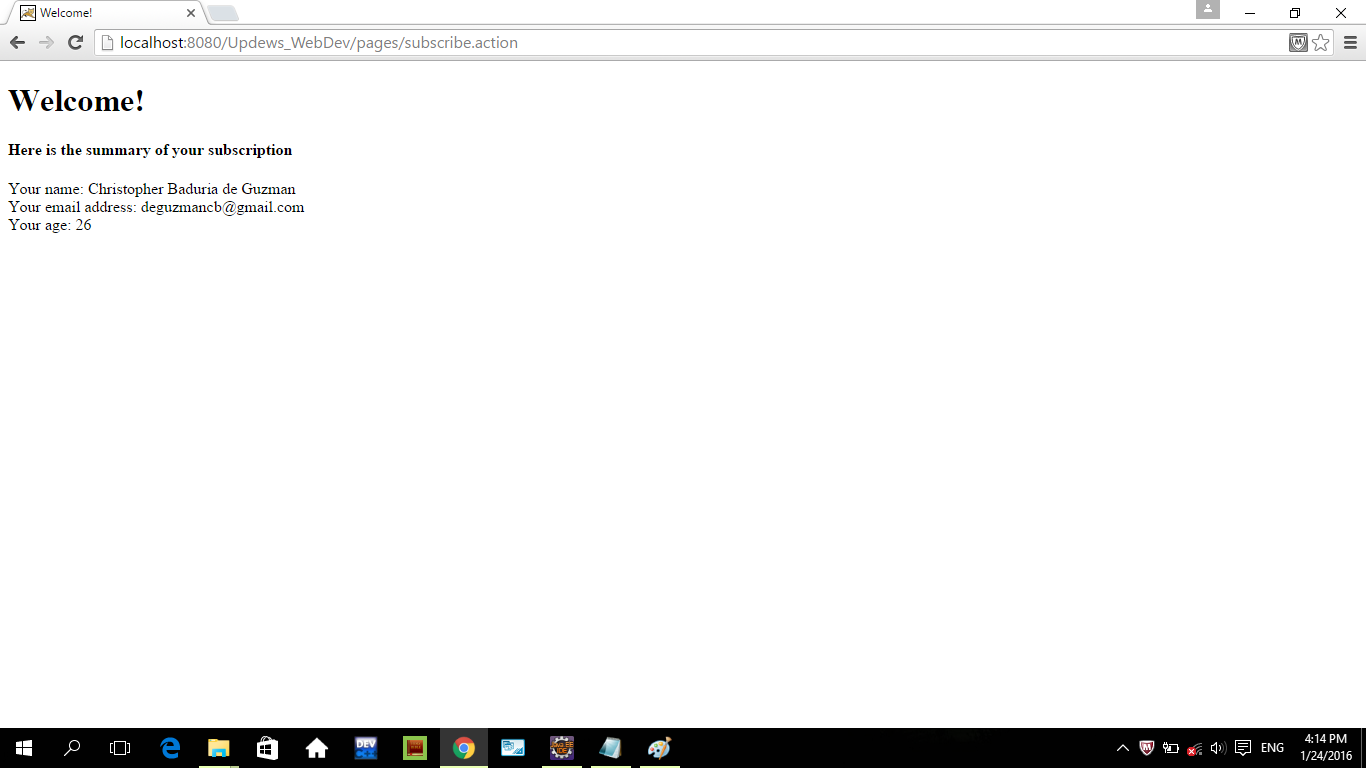 Welcome!
localhost:8080/Updews_WebDev/pages/subscribe.action
Welcome!
Here is the summary of your subscription
Your name: Christopher Baduria de Guzman
Your email address: deguzmancb@gmail.com
Your age: 26
DEV
ENG
4:14 PM
1/24/2016